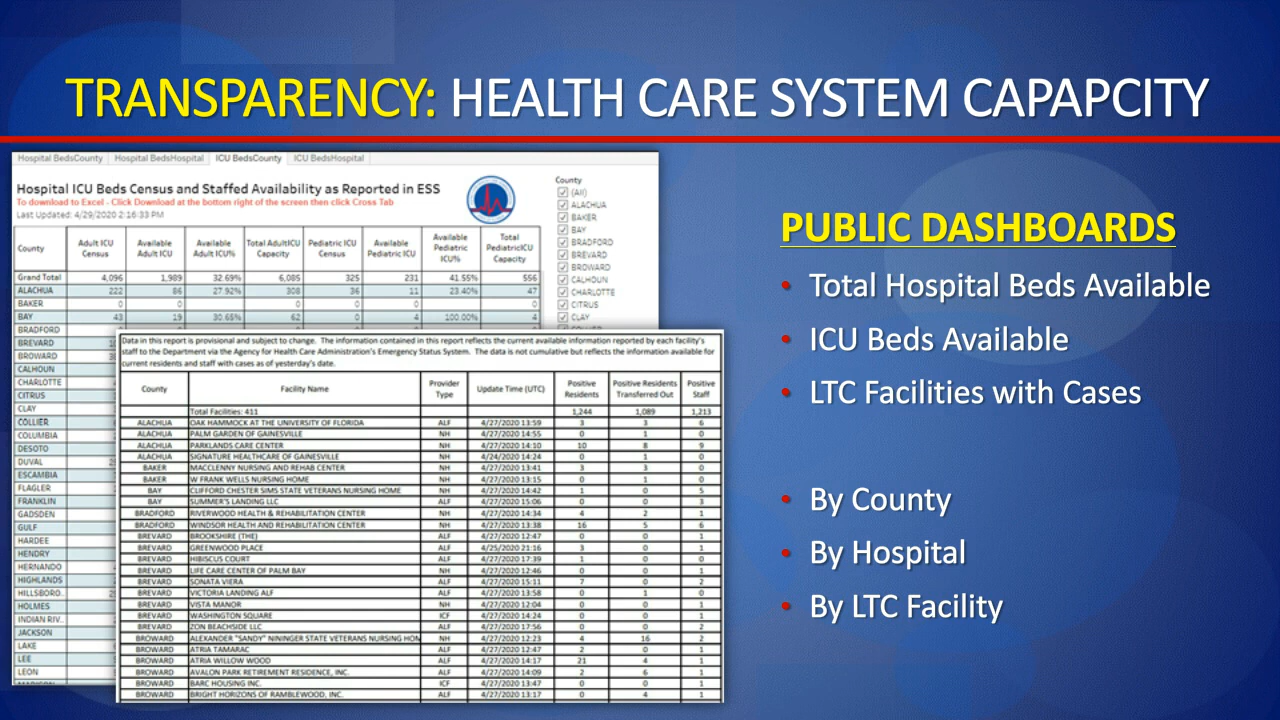 TRANSPARENCY: HEALTH CARE SYSTEM CAPAPCITY
Hospital BedsCounty Hospital BedsHospital ICU BedsCounty ICU BedsHospital
Hospital ICU Beds Census and Staffed Availability as Reported in ESS
To download to Excel - Click Download at the bottom right of the screen then click Cross Tab
Last Updated: 4/29/2020 2:16:33 PM
County Adult ICU Census Available Adult ICU Available Adult ICU% Total AdultICU Capacity Pediatric ICU Census Available Pediatric ICU Available Pediatric ICU% Total PediatricICU Capacity
Grand Total 4,096 1,989 32.69% 6,085 325 231 41.55% 556
ALACHUA 222 86 27.92% 308 36 11 23.40% 47
BAKER 0 0 0 0 0 0
BAY 43 19 30.65% 62 0 4 100.00% 4
BRADFORD
BREVARD
BROWARD
CALHOUN
CHARLOTTE
CITRUS
CLAY
COLLIER
COLUMBIA
DESOTO
DUVAL
ESCAMBIA
FLAGLER
FRANKLIN
GADSDEN
GULF
HARDEE
HENDRY
HERNANDO
HIGHLANDS
HILLSBORO..
HOLMES
INDIAN RIV..
JACKSON
LAKE
LEE
LEON
County
(All)
ALACHUA
BAKER
BAY
BRADFORD
BREVARD
BROWARD
CALHOUN
CHARLOTTE
CITRUS
CLAY
Data in this report is provisional and subject to change. The information contained in this report reflects the current available information reported by each facility's
staff to the Department via the Agency for Health Care Administration's Emergency Status System. The data is not cumulative but reflects the information available for
current residents and staff with cases as of yesterday's date.
County Facility Name Provider Type Update Time (UTC) Positive Residents Positive Residents Transferred Out Positive Staff
Total Facilities: 411 1,244 1,089 1,213
ALACHUA OAK HAMMOCK AT THE UNIVERSITY OF FLORIDA ALF 4/27/2020 13:59 3 3 6
ALACHUA PALM GARDEN OF GAINESVILLE NH 4/27/2020 14:55 0 1 0
ALACHUA PARKLANDS CARE CENTER NH 4/27/2020 14:10 10 8 9
ALACHUA SIGNATURE HEALTHCARE OF GAINESVILLE NH 4/24/2020 14:24 0 1 0
BAKER MACCLENNY NURSING AND REHAB CENTER NH 4/27/2020 13:41 3 3 0
BAKER W FRANK WELLS NURSING HOME NH 4/27/2020 13:15 0 1 0
BAY CLIFFORD CHESTER SIMS STATE VETERANS NURSING HOME NH 4/27/2020 14:42 1 0 5
BAY SUMMER'S LANDING LLC ALF 4/27/2020 15:06 0 0 3
BRADFORD RIVERWOOD HEALTH & REHABILITATION CENTER NH 4/27/2020 14:34 4 2 1
BRADFORD WINDSOR HEALTH AND REHABILITATION CENTER NH 4/27/2020 13:38 16 5 6
BREVARD BROOKSHIRE (THE) ALF 4/27/2020 12:47 0 0 1
BREVARD GREENWOOD PLACE ALF 4/25/2020 21:16 3 0 1
BREVARD HIBISCUS COURT ALF 4/27/2020 17:39 1 0 0
BREVARD LIFE CARE CENTER OF PALM BAY NH 4/27/2020 12:46 0 0 1
BREVARD SONATA VIERA ALF 4/27/2020 15:11 7 0 2
BREVARD VICTORIA LANDING ALF ALF 4/27/2020 13:58 0 1 0
BREVARD VISTA MANOR NH 4/27/2020 12:04 0 0 1
BREVARD WASHINGTON SQUARE ICF 4/27/2020 14:24 0 0 1
BREVARD ZON BEACHSIDE LLC ALF 4/27/2020 17:56 0 0 2
BROWARD ALEXANDER "SANDY" NININGER STATE VETERANS NURSING HOM NH 4/27/2020 12:23 4 16 2
BROWARD ATRIA TAMARAC ALF 4/27/2020 12:47 2 0 1
BROWARD ATRIA WILLOW WOOD ALF 4/27/2020 14:17 21 4 1
BROWARD AVALON PARK RETIREMENT RESIDENCE, INC. ALF 4/27/2020 14:09 2 6 1
BROWARD BARC HOUSING INC. ICF 4/27/2020 13:47 0 0 1
BROWARD BRIGHT HORIZONS OF RAMBLEWOOD, INC. ALF 4/27/2020 13:17 0 4 1
PUBLIC DASHBOARDS
• Total Hospital Beds Available
• ICU Beds Available
• LTC Facilities with Cases
• By County
• By Hospital
• By LTC Facility